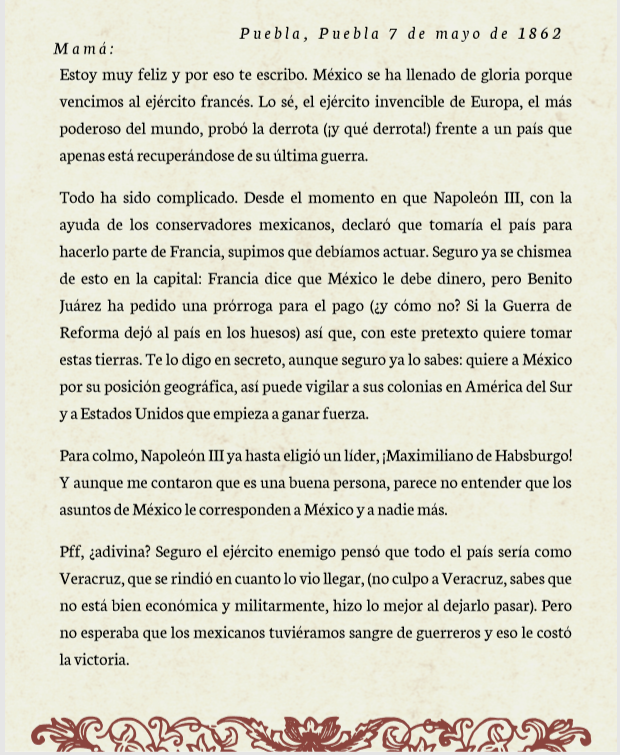 Puebla, Puebla 7 de mayo de 1862
Mamá:
Estoy muy feliz y por eso te escribo. México se ha llenado de gloria porque
vencimos al ejército francés. Lo sé, el ejército invencible de Europa, el más
poderoso del mundo, probó la derrota (¡y qué derrota!) frente a un país que
apenas está recuperándose de su última guerra.
Todo ha sido complicado. Desde el momento en que Napoleón III, con la
ayuda de los conservadores mexicanos, declaró que tomaría el país para
hacerlo parte de Francia, supimos que debíamos actuar. Seguro ya se chismea
de esto en la capital: Francia dice que México le debe dinero, pero Benito
Juárez ha pedido una prórroga para el pago (¿y cómo no? Si la Guerra de
Reforma dejó al país en los huesos) así que, con este pretexto quiere tomar
estas tierras. Te lo digo en secreto, aunque seguro ya lo sabes: quiere a México
por su posición geográfica, así puede vigilar a sus colonias en América del Sur
y a Estados Unidos que empieza a ganar fuerza.
Para colmo, Napoleón III ya hasta eligió un líder, ¡Maximiliano de Habsburgo!
Y aunque me contaron que es una buena persona, parece no entender que los
asuntos de México le corresponden a México y a nadie más.
Pff, ¿adivina? Seguro el ejército enemigo pensó que todo el país sería como
Veracruz, que se rindió en cuanto lo vio llegar, (no culpo a Veracruz, sabes que
no está bien económica y militarmente, hizo lo mejor al dejarlo pasar). Pero
no esperaba que los mexicanos tuviéramos sangre de guerreros y eso le costó
la victoria.